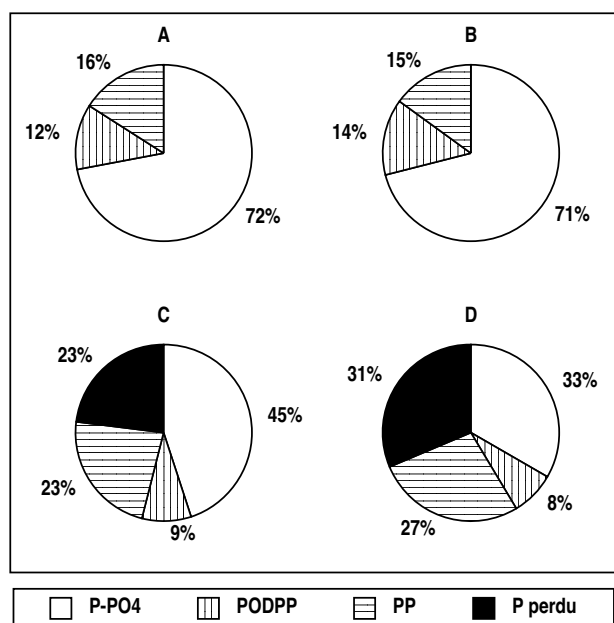 A B
16% 15%
12% 14%
72% 71%
C D
23% 31% 33%
45%
23% 8%
9% 27%
P-PO4 PODPP PP P perdu